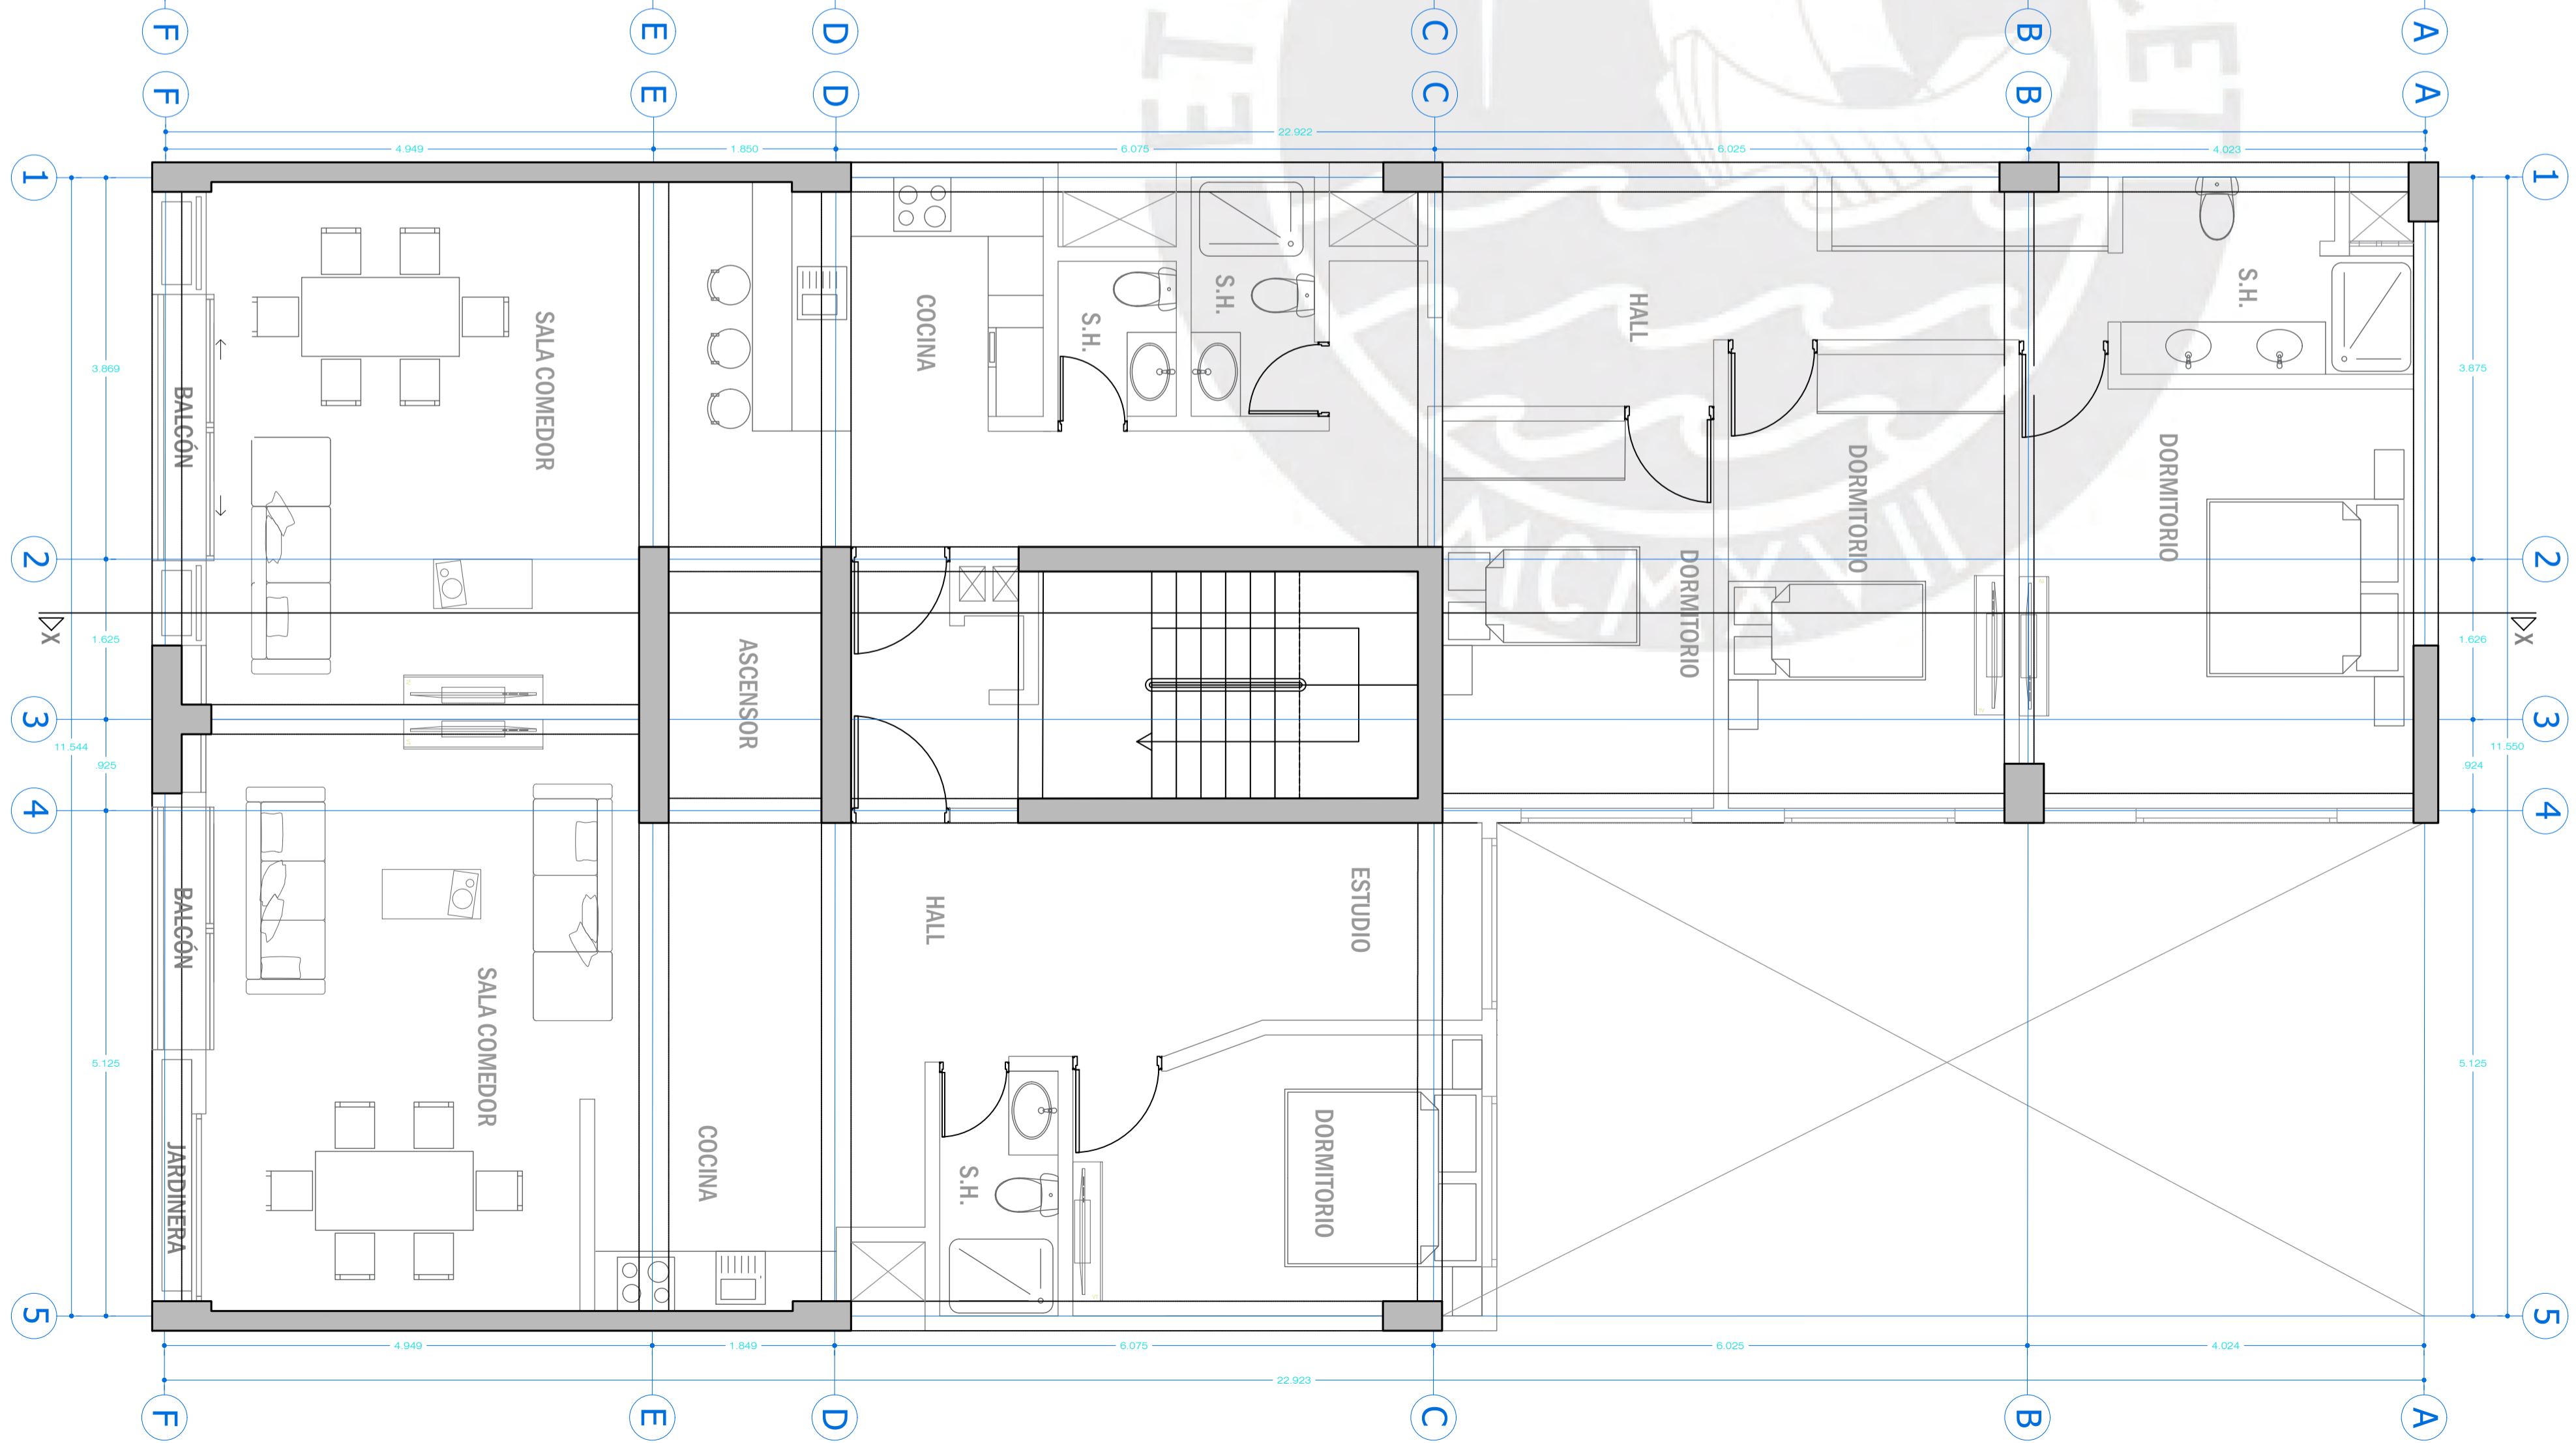 F E D C B A
F E D C B A
22.922
4.949 1.850 6.075 6.025 4.023
1 1
ET ET
S.H.
S.H.
S.H.
COCINA
HALL
SALA COMEDOR
3.869 3.875
BALCÓN
DORMITORIO
DORMITORIO
DORMITORIO
MCMXVII
2 2
X X
1.625 1.626
ASCENSOR
3 3
11.544 11.550
.925 .924
4 4
BALCÓN
HALL
ESTUDIO
SALA COMEDOR
5.125 5.125
COCINA
S.H.
DORMITORIO
JARDINERA
5 5
4.949 1.849 6.075 6.025 4.024
22.923
F E D C B A